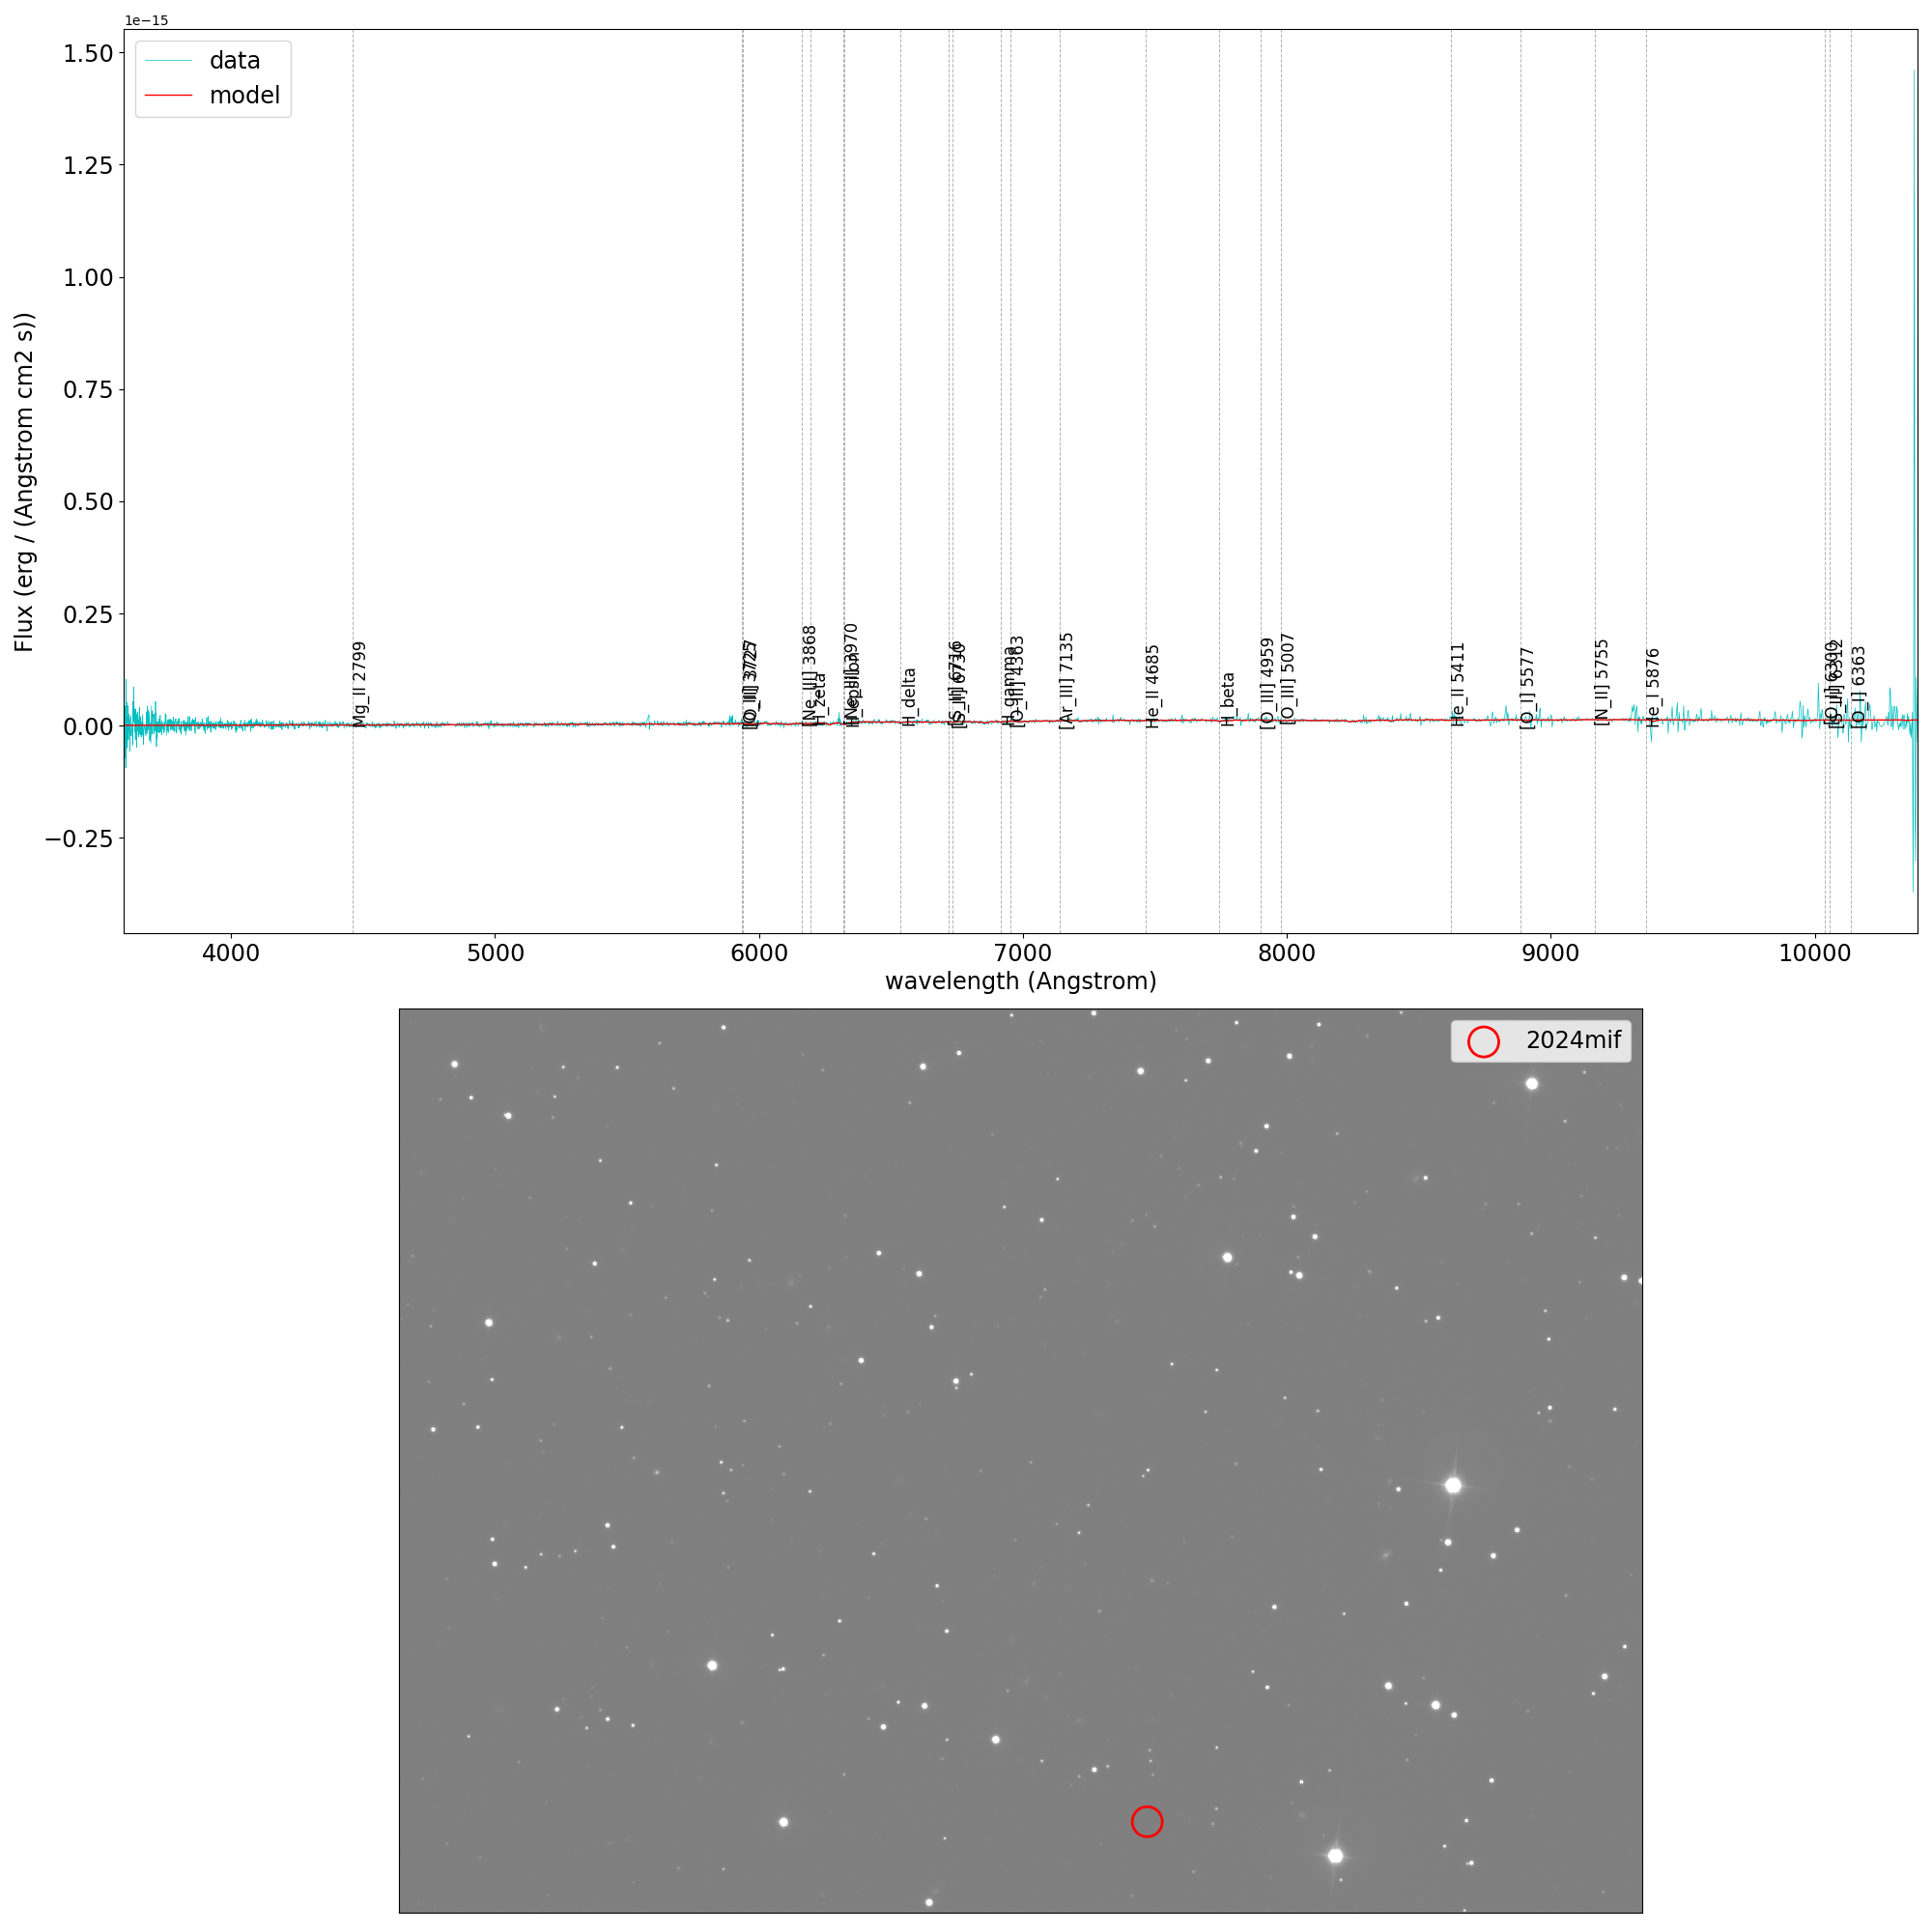 1e−15
data
model
1.50
1.25
1.00
0.75
0.50
0.25
0.00
−0.25
Flux (erg / (Angstrom cm2 s))
Mg_II 2799
[Ne_III] 3868
H_zeta
H_delta
H_gamma
[O_III] 4363
[Ar_III] 7135
He_II 4685
H_beta
[O_III] 4959
[O_III] 5007
He_II 5411
[O_I] 5577
[N_II] 5755
He_I 5876
[O_I] 6363
4000
5000
6000
7000
8000
9000
10000
wavelength (Angstrom)
2024mif